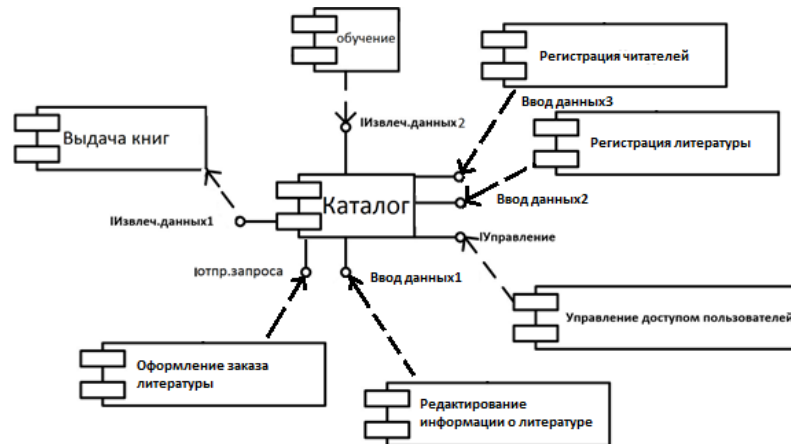 обучение
Регистрация читателей
Ввод данных3
IИзвлеч.данных2
Выдача книг
Регистрация литературы
Каталог
Ввод данных2
IИзвлеч.данных1
IУправление
Iотпр.запроса
Ввод данных1
Управление доступом пользователей
Оформление заказа
литературы
Редактирование
информации о литературе